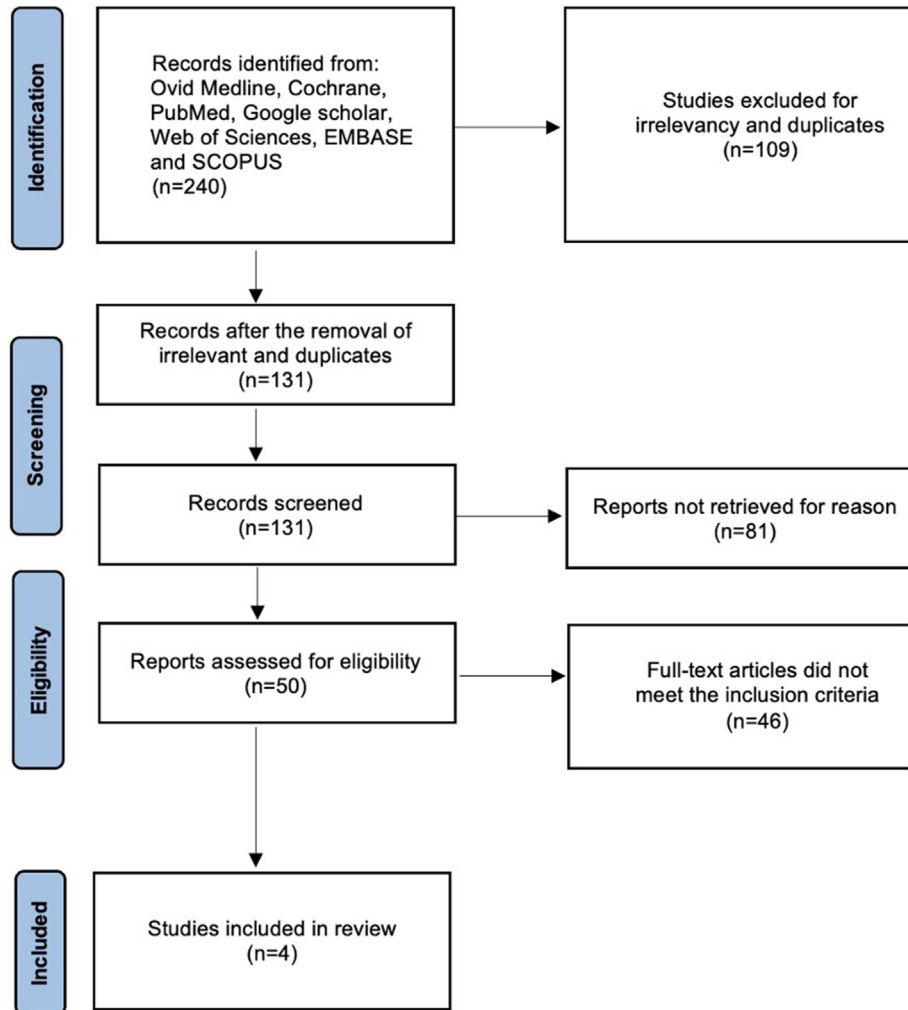 Identification
Records identified from:
Ovid Medline, Cochrane,
PubMed, Google scholar,
Web of Sciences, EMBASE
and SCOPUS
(n=240)
Studies excluded for
irrelevancy and duplicates
(n=109)
Screening
Records after the removal of
irrelevant and duplicates
(n=131)
Records screened
(n=131)
Reports not retrieved for reason
(n=81)
Eligibility
Reports assessed for eligibility
(n=50)
Full-text articles did not
meet the inclusion criteria
(n=46)
Included
Studies included in review
(n=4)